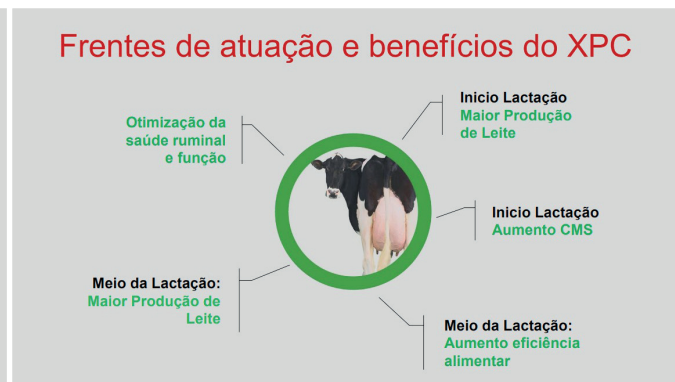 Frentes de atuação e benefícios do XPC
Otimização da
saúde ruminal
e função
Inicio Lactação
Maior Produção
de Leite
Inicio Lactação
Aumento CMS
Meio da Lactação:
Maior Produção de
Leite
Meio da Lactação:
Aumento eficiência
alimentar